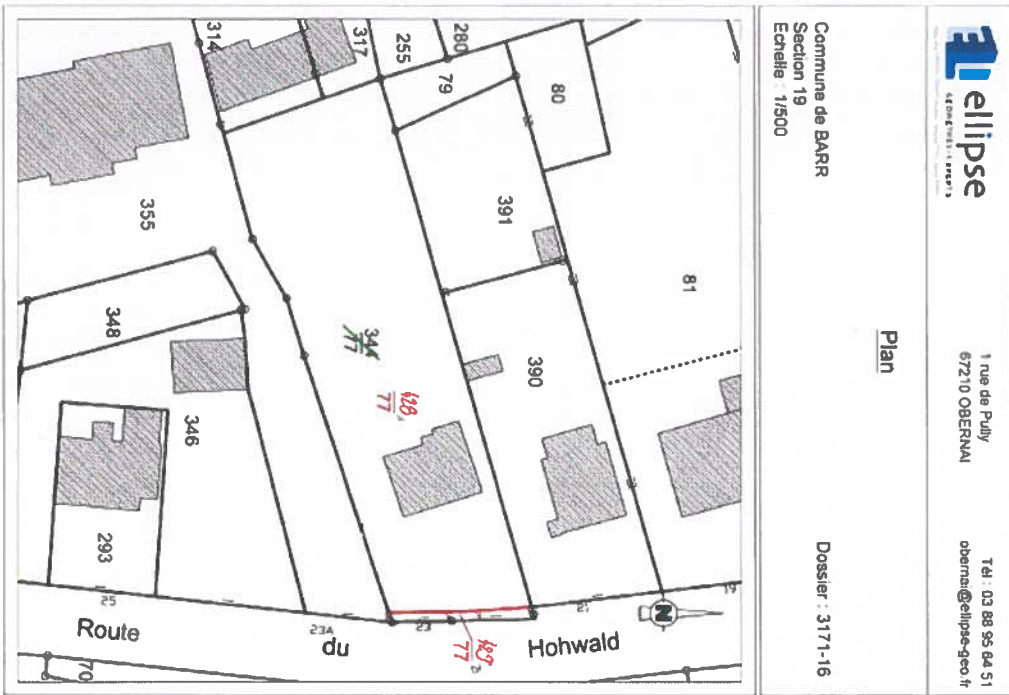 ellipse
GEOMETRES-EXPERTS
1 rue de Pully
67210 OBERNAI
Tél : 03 88 95 64 51
obernai@ellipse-geo.fr
Commune de BARR
Section 19
Echelle : 1/500
Plan
Dossier : 3171-16
314
317
255
280
79
80
391
81
355
348
344
77
428
77
390
346
293
N
19
21
23
23A
25
77
Route
du
Hohwald
70